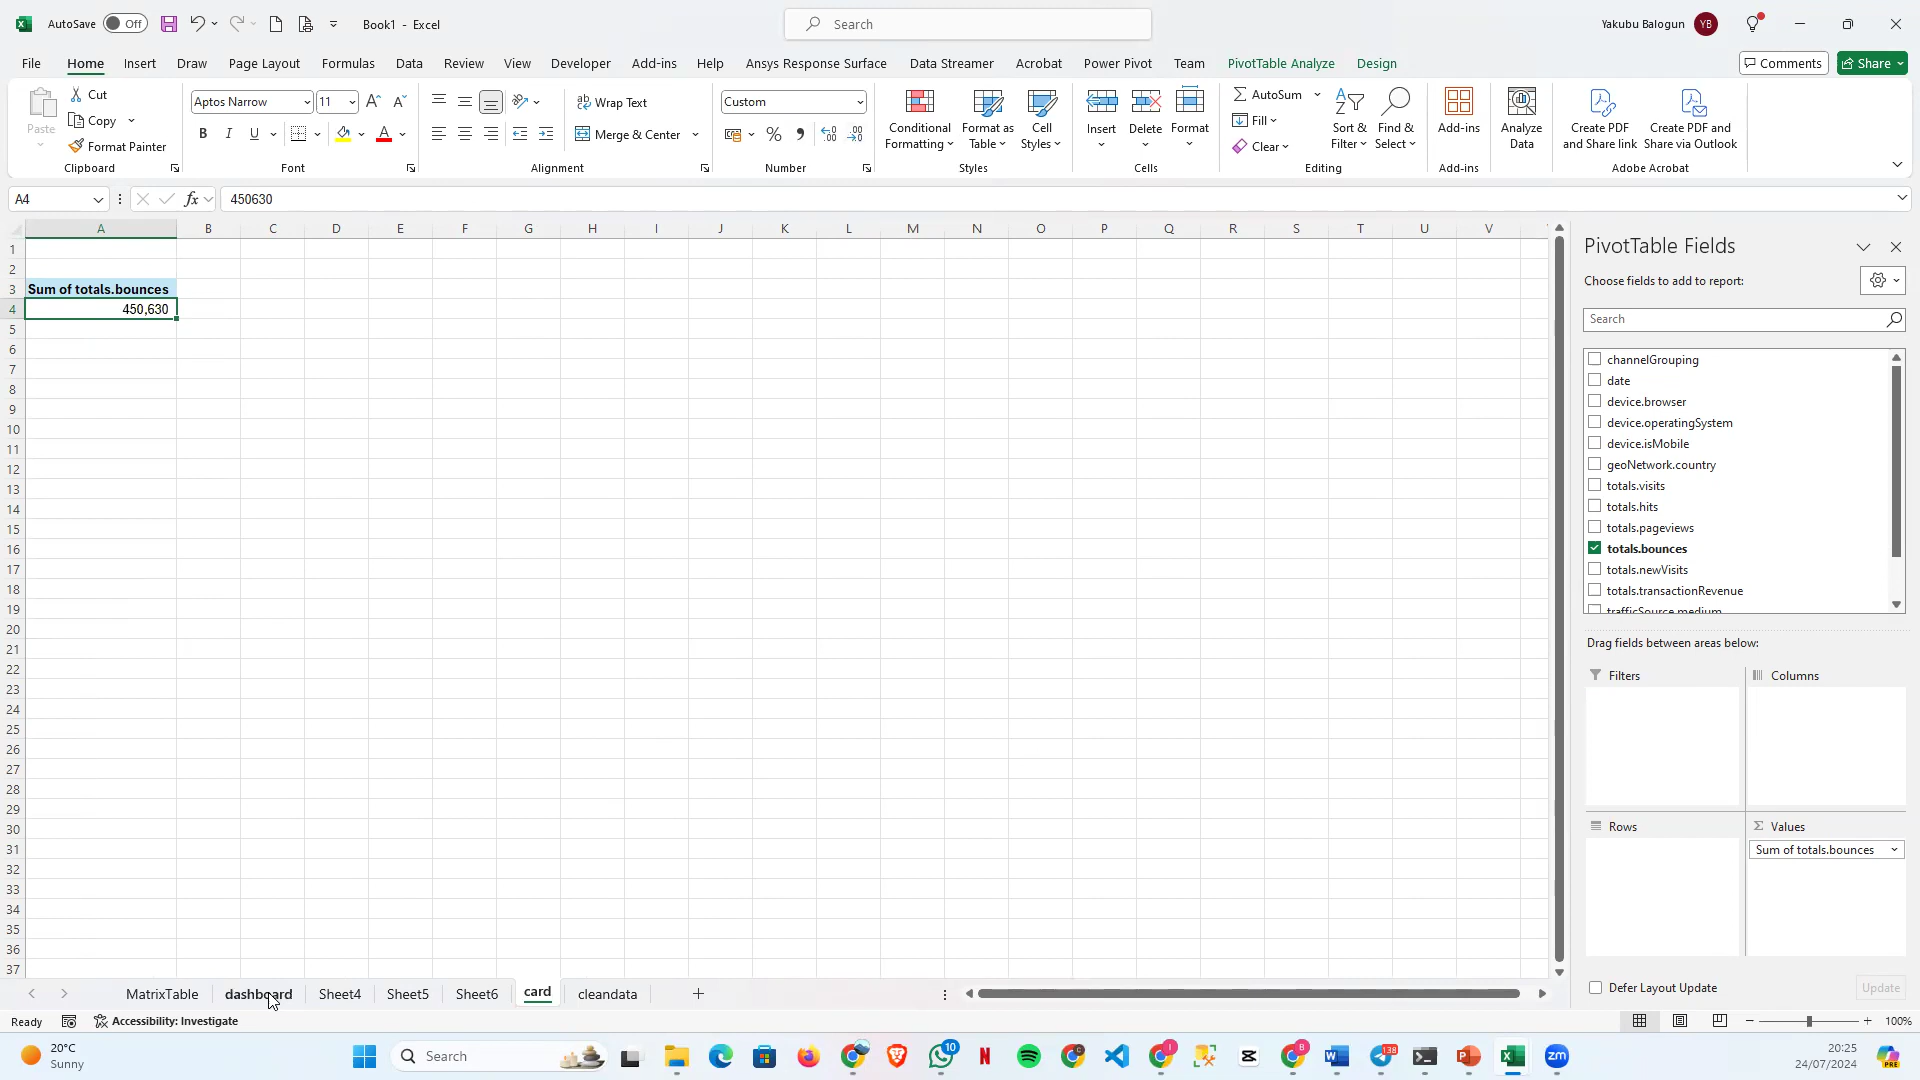 AutoSave Off Book1 - Excel Search Yakubu Balogun YB
File Home Insert Draw Page Layout Formulas Data Review View Developer Add-ins Help Ansys Response Surface Data Streamer Acrobat Power Pivot Team PivotTable Analyze Design Comments Share
Paste Cut Copy Format Painter Clipboard
Aptos Narrow 11 B I U A Font
Wrap Text Merge & Center Alignment
Custom % Number
Conditional Formatting Format as Table Cell Styles Styles
Insert Delete Format Cells
AutoSum Fill Clear Sort & Filter Find & Select Editing
Add-ins Add-ins
Analyze Data
Create PDF and Share link Create PDF and Share via Outlook Adobe Acrobat
A4 fx 450630
A B C D E F G H I J K L M N O P Q R S T U V
1
2
3 Sum of totals.bounces
4 450,630
5
6
7
8
9
10
11
12
13
14
15
16
17
18
19
20
21
22
23
24
25
26
27
28
29
30
31
32
33
34
35
36
37
PivotTable Fields
Choose fields to add to report:
Search
channelGrouping
date
device.browser
device.operatingSystem
device.isMobile
geoNetwork.country
totals.visits
totals.hits
totals.pageviews
totals.bounces
totals.newVisits
totals.transactionRevenue
trafficSource.medium
Drag fields between areas below:
Filters Columns
Rows Σ Values
Sum of totals.bounces
Defer Layout Update Update
MatrixTable dashboard Sheet4 Sheet5 Sheet6 card cleandata
Ready Accessibility: Investigate 100%
20°C
Sunny
Search
10
138
zm
20:25
24/07/2024
PRE